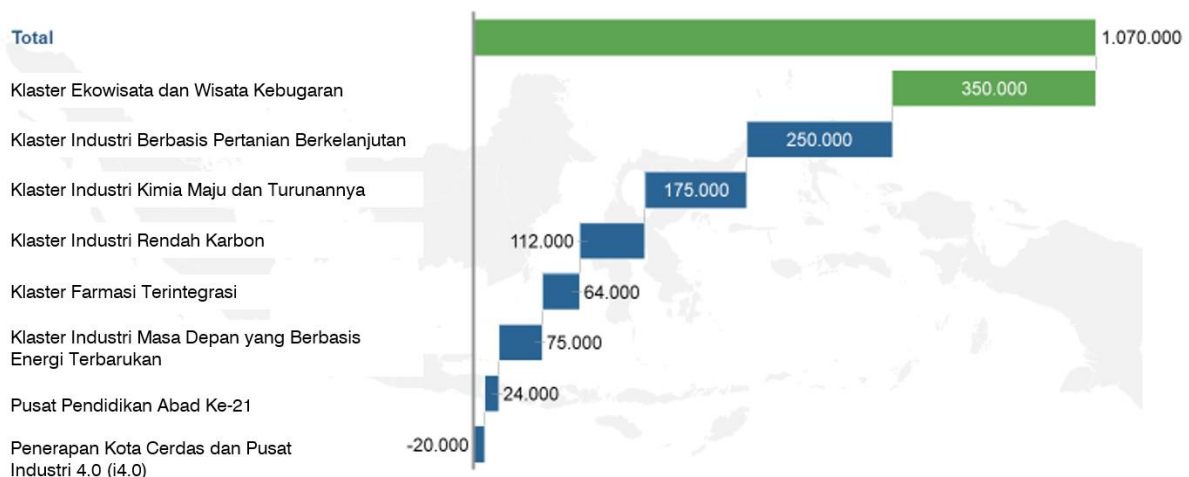 Total
1.070.000
Klaster Ekowisata dan Wisata Kebugaran
350.000
Klaster Industri Berbasis Pertanian Berkelanjutan
250.000
Klaster Industri Kimia Maju dan Turunannya
175.000
Klaster Industri Rendah Karbon
112.000
Klaster Farmasi Terintegrasi
64.000
Klaster Industri Masa Depan yang Berbasis
Energi Terbarukan
75.000
Pusat Pendidikan Abad Ke-21
24.000
Penerapan Kota Cerdas dan Pusat
Industri 4.0 (i4.0)
-20.000